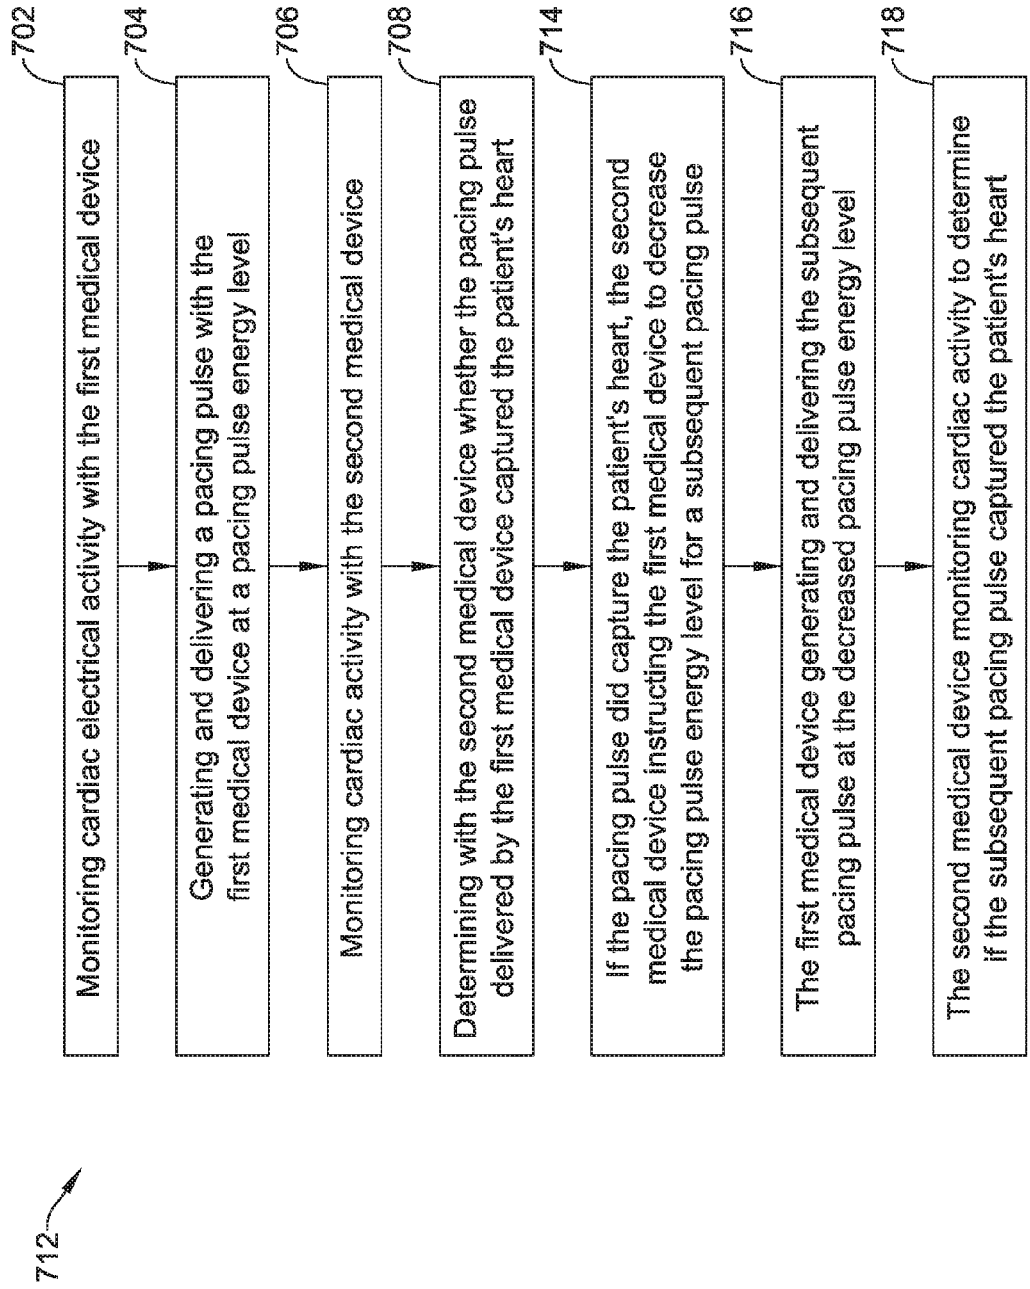 712
702
Monitoring cardiac electrical activity with the first medical device
704
Generating and delivering a pacing pulse with the
first medical device at a pacing pulse energy level
706
Monitoring cardiac activity with the second medical device
708
Determining with the second medical device whether the pacing pulse
delivered by the first medical device captured the patient's heart
714
If the pacing pulse did capture the patient's heart, the second
medical device instructing the first medical device to decrease
the pacing pulse energy level for a subsequent pacing pulse
716
The first medical device generating and delivering the subsequent
pacing pulse at the decreased pacing pulse energy level
718
The second medical device monitoring cardiac activity to determine
if the subsequent pacing pulse captured the patient's heart